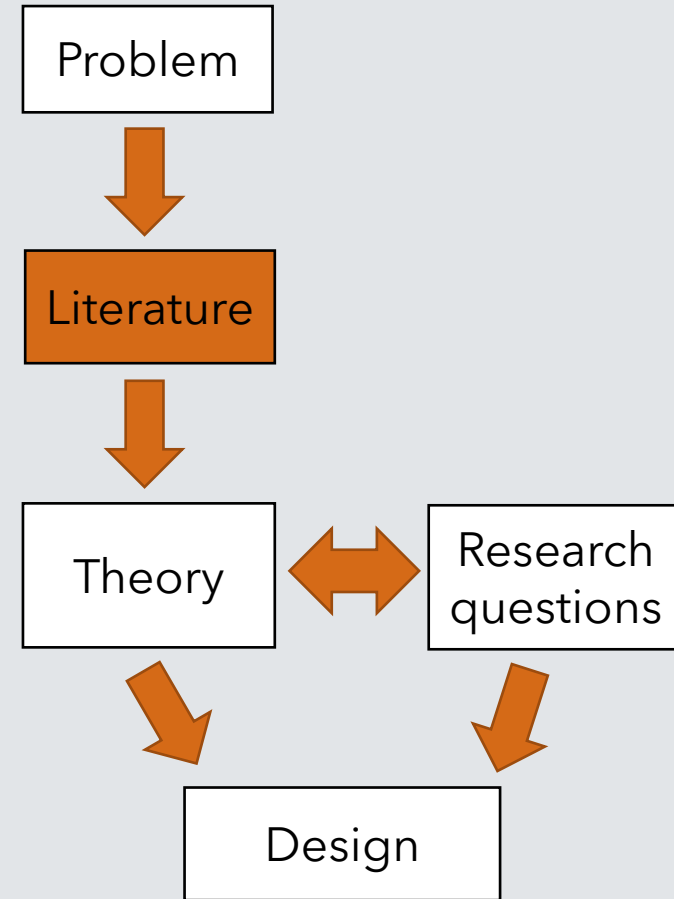 Problem
Literature
Theory
Research
questions
Design